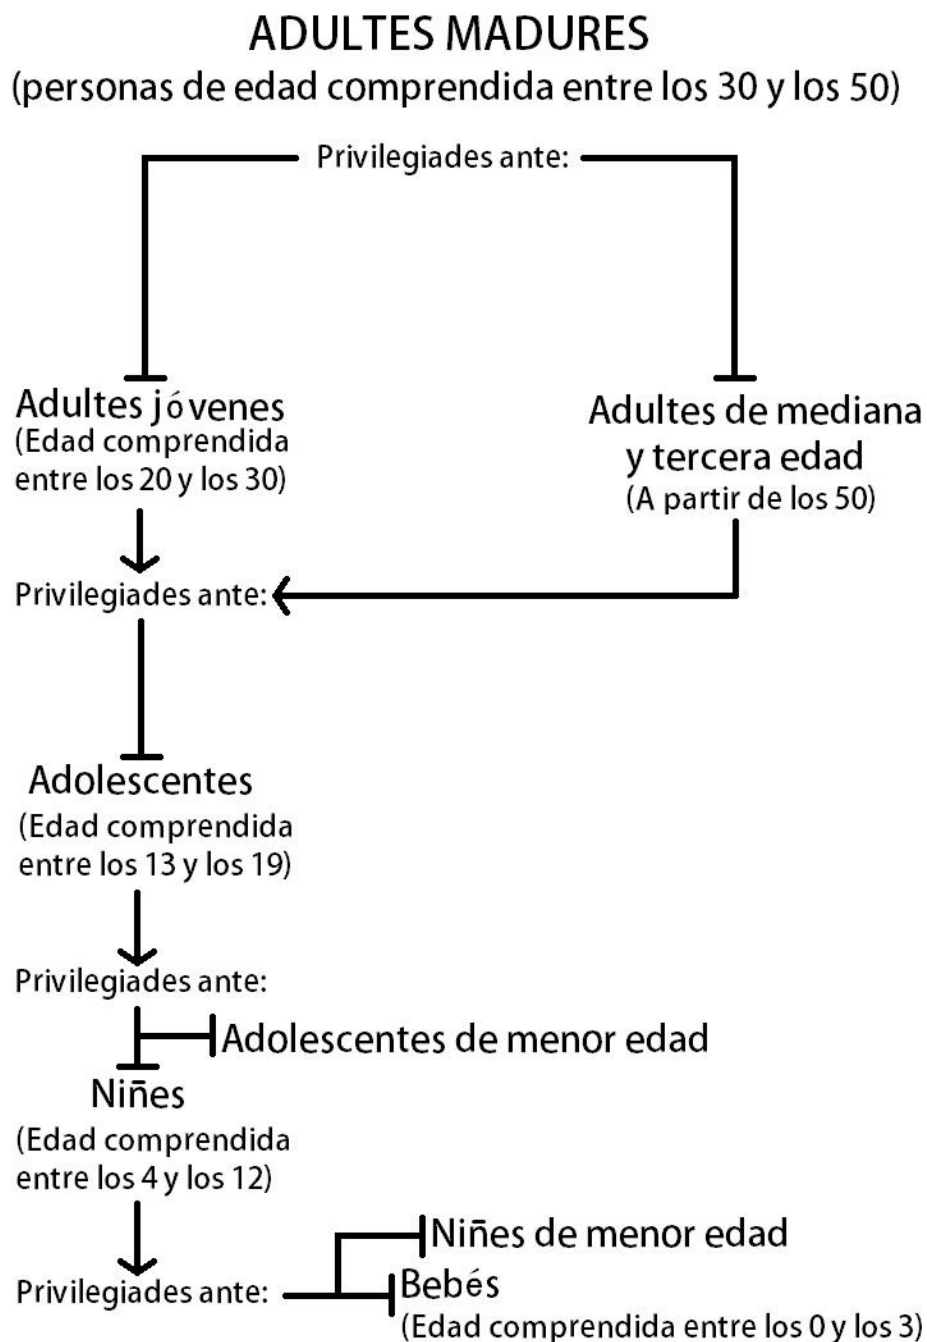 ADULTES MADURES
(personas de edad comprendida entre los 30 y los 50)
Privilegiades ante:
Adultes jóvenes
(Edad comprendida
entre los 20 y los 30)
Adultes de mediana
y tercera edad
(A partir de los 50)
Privilegiades ante:
Adolescentes
(Edad comprendida
entre los 13 y los 19)
Privilegiades ante:
Adolescentes de menor edad
Niñes
(Edad comprendida
entre los 4 y los 12)
Privilegiades ante:
Niñes de menor edad
Bebés
(Edad comprendida entre los 0 y los 3)